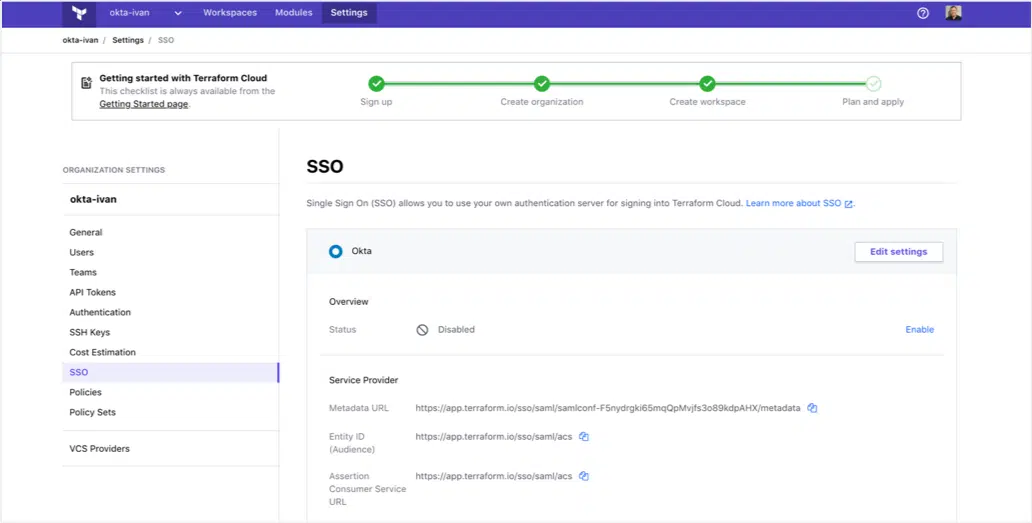 okta-ivan Workspaces Modules Settings
okta-ivan / Settings / SSO
Getting started with Terraform Cloud
This checklist is always available from the
Getting Started page.
Sign up Create organization Create workspace Plan and apply
ORGANIZATION SETTINGS
okta-ivan
General
Users
Teams
API Tokens
Authentication
SSH Keys
Cost Estimation
SSO
Policies
Policy Sets
VCS Providers
SSO
Single Sign On (SSO) allows you to use your own authentication server for signing into Terraform Cloud. Learn more about SSO .
Okta Edit settings
Overview
Status Disabled Enable
Service Provider
Metadata URL https://app.terraform.io/sso/saml/samlconf-F5nydrgki65mqQpMvjfs3o89kdpAHX/metadata
Entity ID https://app.terraform.io/sso/saml/acs
(Audience)
Assertion https://app.terraform.io/sso/saml/acs
Consumer Service
URL